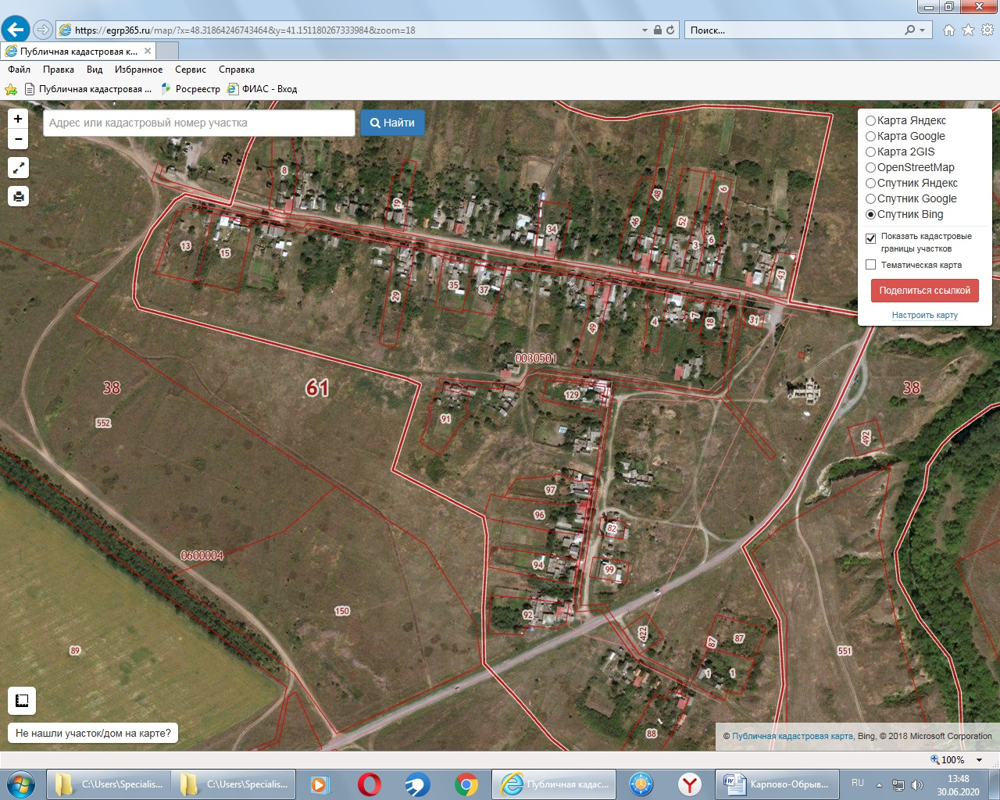 https://egrp365.ru/map/?x=48.31864246743464&y=41.15118026733398​4&zoom=18
Поиск...
Публичная кадастровая к...
Файл Правка Вид Избранное Сервис Справка
Публичная кадастровая ... Росреестр ФИАС - Вход
+
−
Адрес или кадастровый номер участка
Найти
Карта Яндекс
Карта Google
Карта 2GIS
OpenStreetMap
Спутник Яндекс
Спутник Google
Спутник Bing
Показать кадастровые
границы участков
Тематическая карта
Поделиться ссылкой
Настроить карту
8
19
48
6
46
52
3
6
34
13
15
43
35
37
29
49
4
7
18
31
0030501
38
61
38
129
552
91
492
97
96
82
94
99
0600004
150
92
422
87
87
89
551
1
1
88
Не нашли участок/дом на карте?
© Публичная кадастровая карта, Bing, © 2018 Microsoft Corporation
100%
C:\Users\Specialis...
C:\Users\Specialis...
Публичная кадас...
Карпово-Обрыв...
RU
13:48
30.06.2020